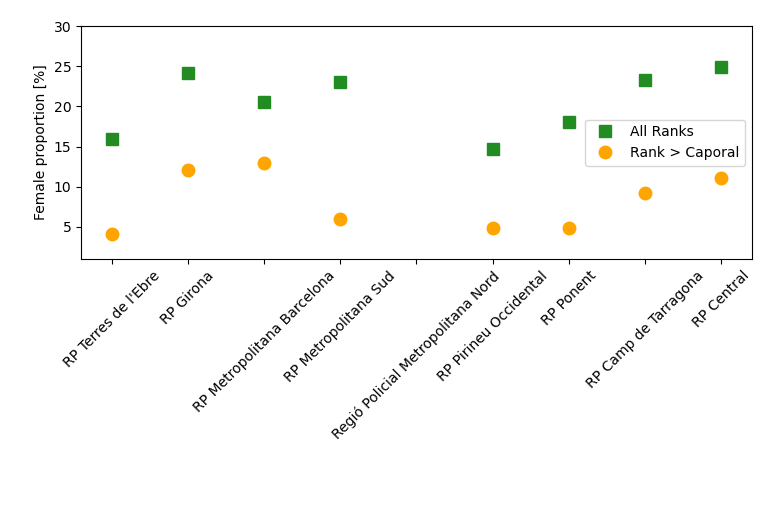 30
25
20
15
10
5
Female proportion [%]
All Ranks
Rank > Caporal
RP Terres de l'Ebre
RP Girona
RP Metropolitana Barcelona
RP Metropolitana Sud
Regió Policial Metropolitana Nord
RP Pirineu Occidental
RP Ponent
RP Camp de Tarragona
RP Central